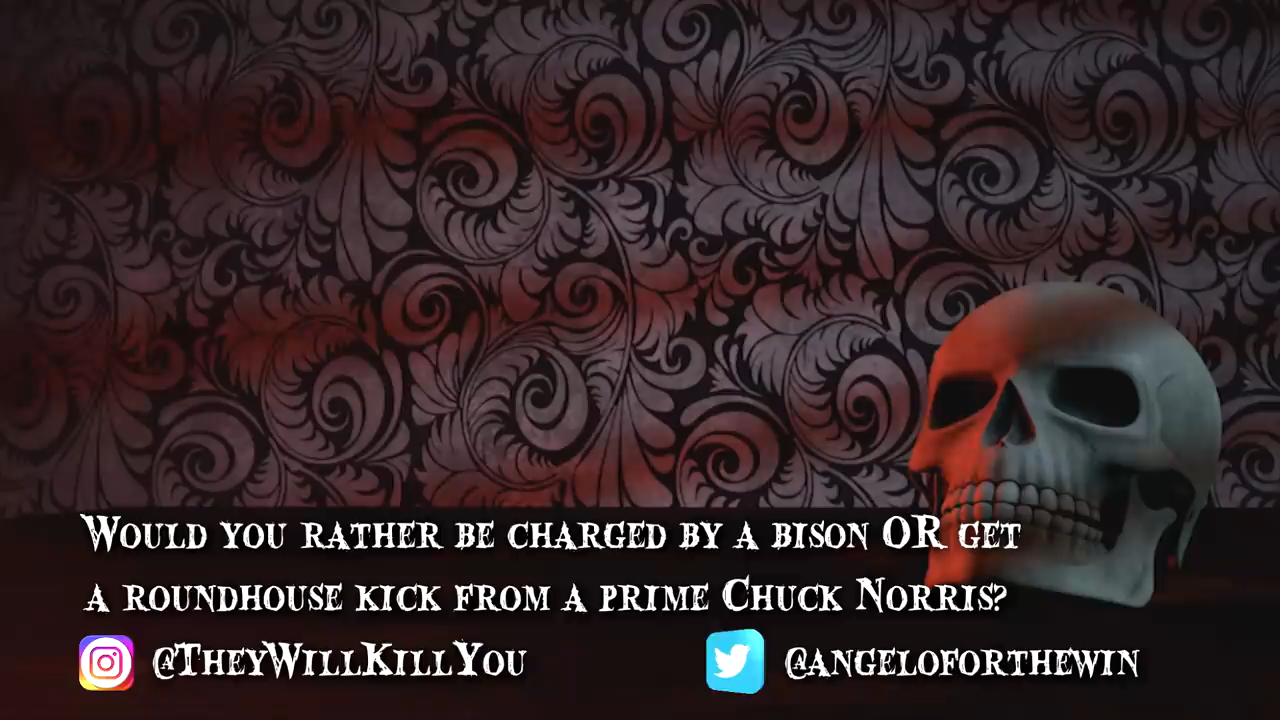 Would you rather be charged by a bison OR get
a roundhouse kick from a prime Chuck Norris?
@TheyWillKillYou
@angeloforthewin